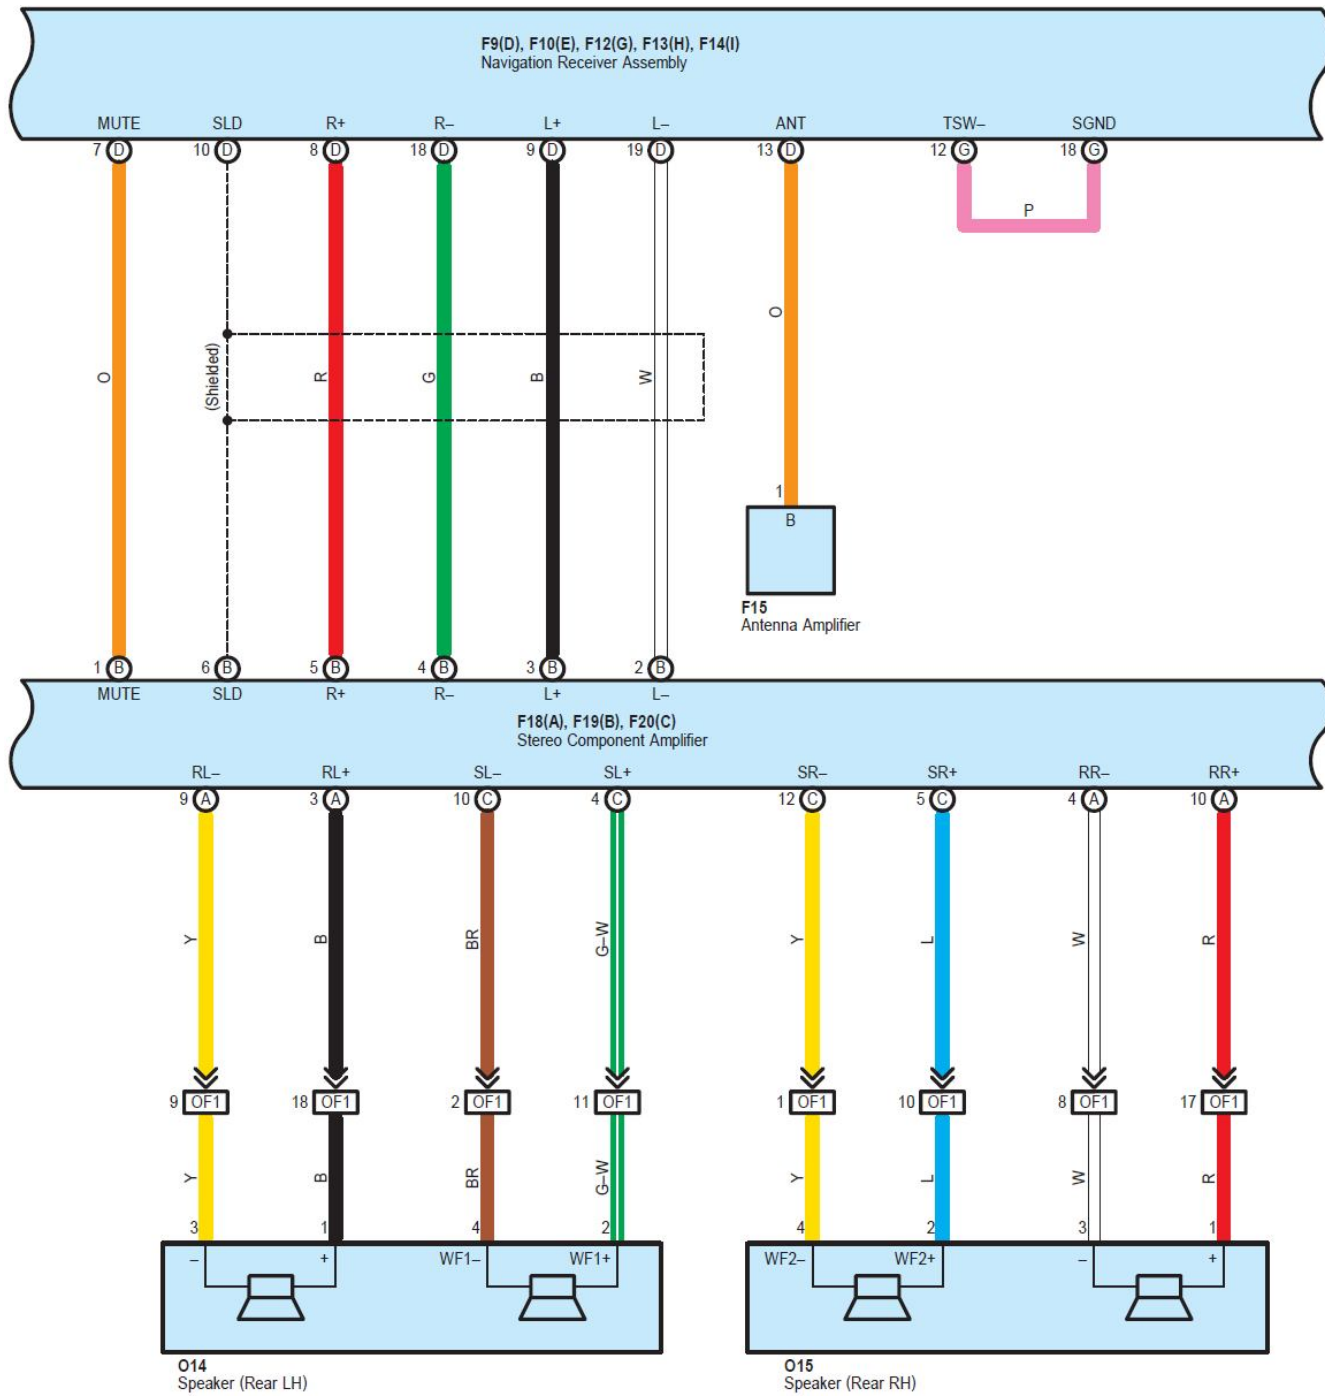 F9(D), F10(E), F12(G), F13(H), F14(I)
Navigation Receiver Assembly
MUTE SLD R+ R– L+ L– ANT TSW– SGND
7 D 10 D 8 D 18 D 9 D 19 D 13 D 12 G 18 G
P
O
O (Shielded) R G B W
1
B
F15
Antenna Amplifier
1 B 6 B 5 B 4 B 3 B 2 B
MUTE SLD R+ R– L+ L–
F18(A), F19(B), F20(C)
Stereo Component Amplifier
RL– RL+ SL– SL+ SR– SR+ RR– RR+
9 A 3 A 10 C 4 C 12 C 5 C 4 A 10 A
Y B BR G–W Y L W R
9 OF1 18 OF1 2 OF1 11 OF1 1 OF1 10 OF1 8 OF1 17 OF1
Y B BR G–W Y L W R
3 1 4 2 4 2 3 1
– + WF1– WF1+ WF2– WF2+ – +
O14
Speaker (Rear LH)
O15
Speaker (Rear RH)